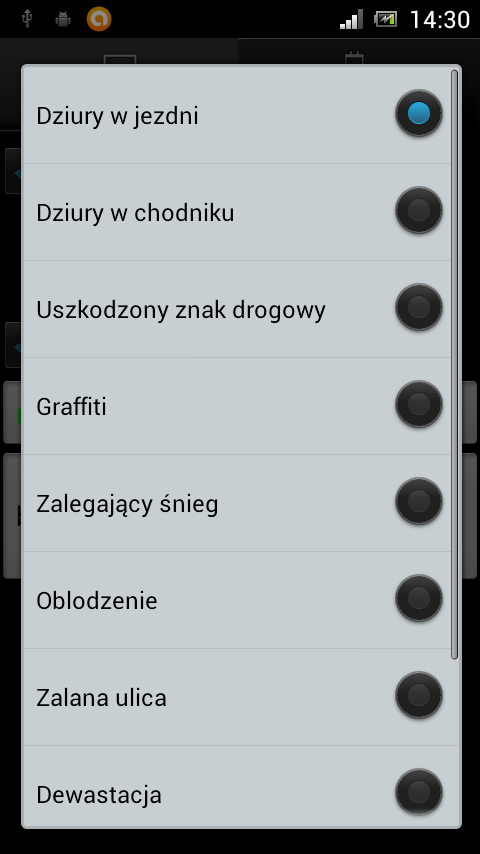 14:30
Dziury w jezdni
Dziury w chodniku
Uszkodzony znak drogowy
Graffiti
Zalegający śnieg
Oblodzenie
Zalana ulica
Dewastacja